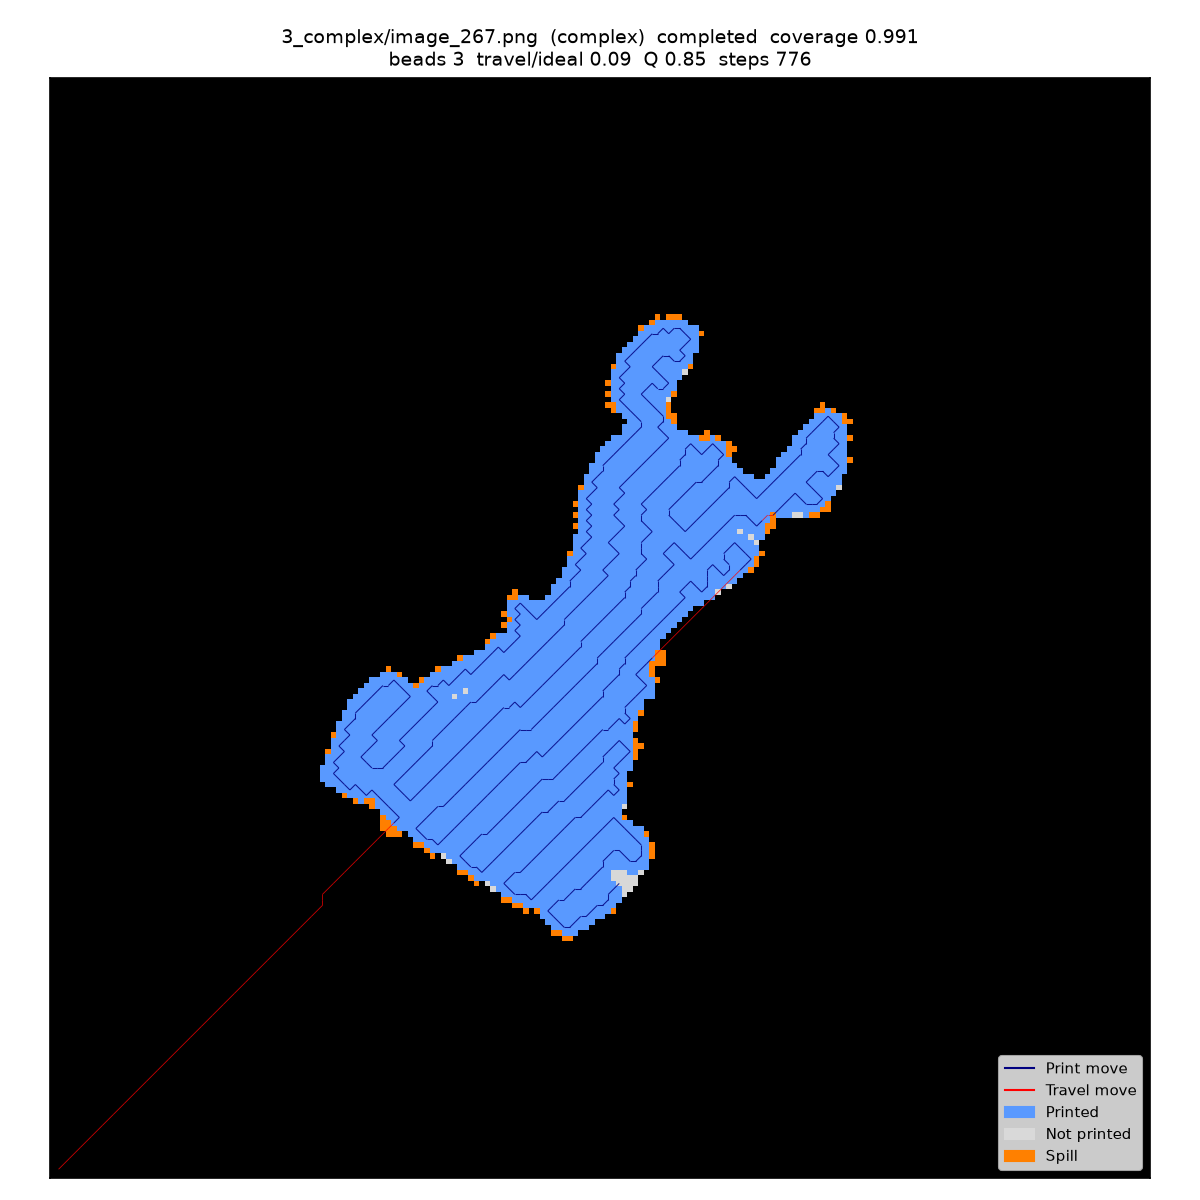 3_complex/image_267.png  (complex)  completed  coverage 0.991
beads 3  travel/ideal 0.09  Q 0.85  steps 776
Print move
Travel move
Printed
Not printed
Spill